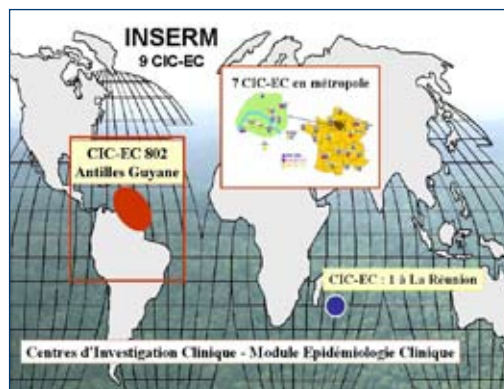 INSERM
9 CIC-EC
7 CIC-EC en métropole
CIC-EC 802
Antilles Guyane
CIC-EC : 1 à La Réunion
Centres d'Investigation Clinique - Module Epidémiologie Clinique